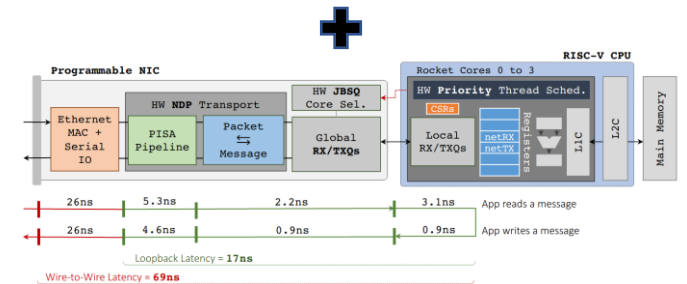 RISC-V CPU
Programmable NIC
Rocket Cores 0 to 3
HW JBSQ
Core Sel.
HW Priority Thread Sched.
HW NDP Transport
CSRs
Ethernet
MAC +
Serial
IO
PISA
Pipeline
Packet
⇆
Message
Global
RX/TXQs
Local
RX/TXQs
netRX
netTX
Registers
L1C
L2C
Main Memory
26ns
5.3ns
2.2ns
3.1ns
App reads a message
26ns
4.6ns
0.9ns
0.9ns
App writes a message
Loopback Latency = 17ns
Wire-to-Wire Latency = 69ns